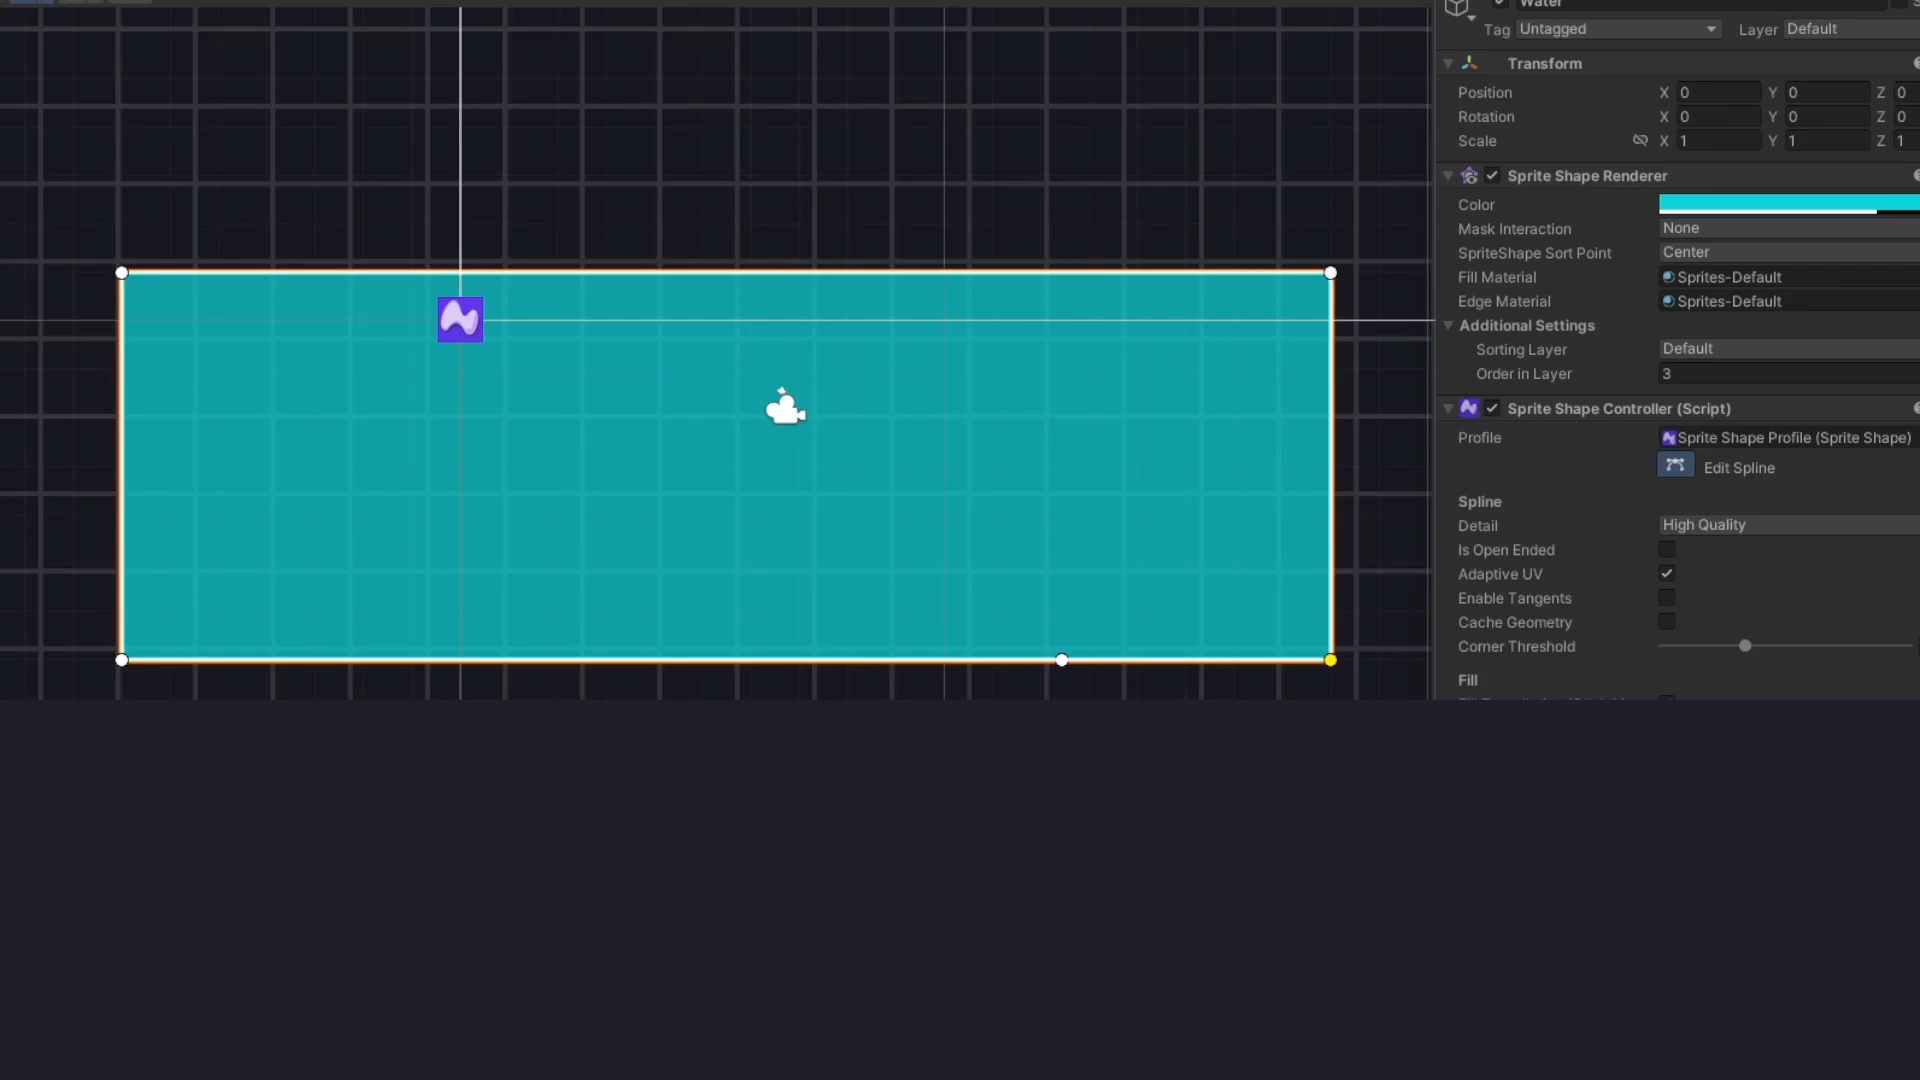 Water
Tag Untagged Layer Default
Transform
Position X 0 Y 0 Z 0
Rotation X 0 Y 0 Z 0
Scale X 1 Y 1 Z 1
Sprite Shape Renderer
Color
Mask Interaction None
SpriteShape Sort Point Center
Fill Material Sprites-Default
Edge Material Sprites-Default
Additional Settings
Sorting Layer Default
Order in Layer 3
Sprite Shape Controller (Script)
Profile Sprite Shape Profile (Sprite Shape)
Edit Spline
Spline
Detail High Quality
Is Open Ended
Adaptive UV
Enable Tangents
Cache Geometry
Corner Threshold
Fill